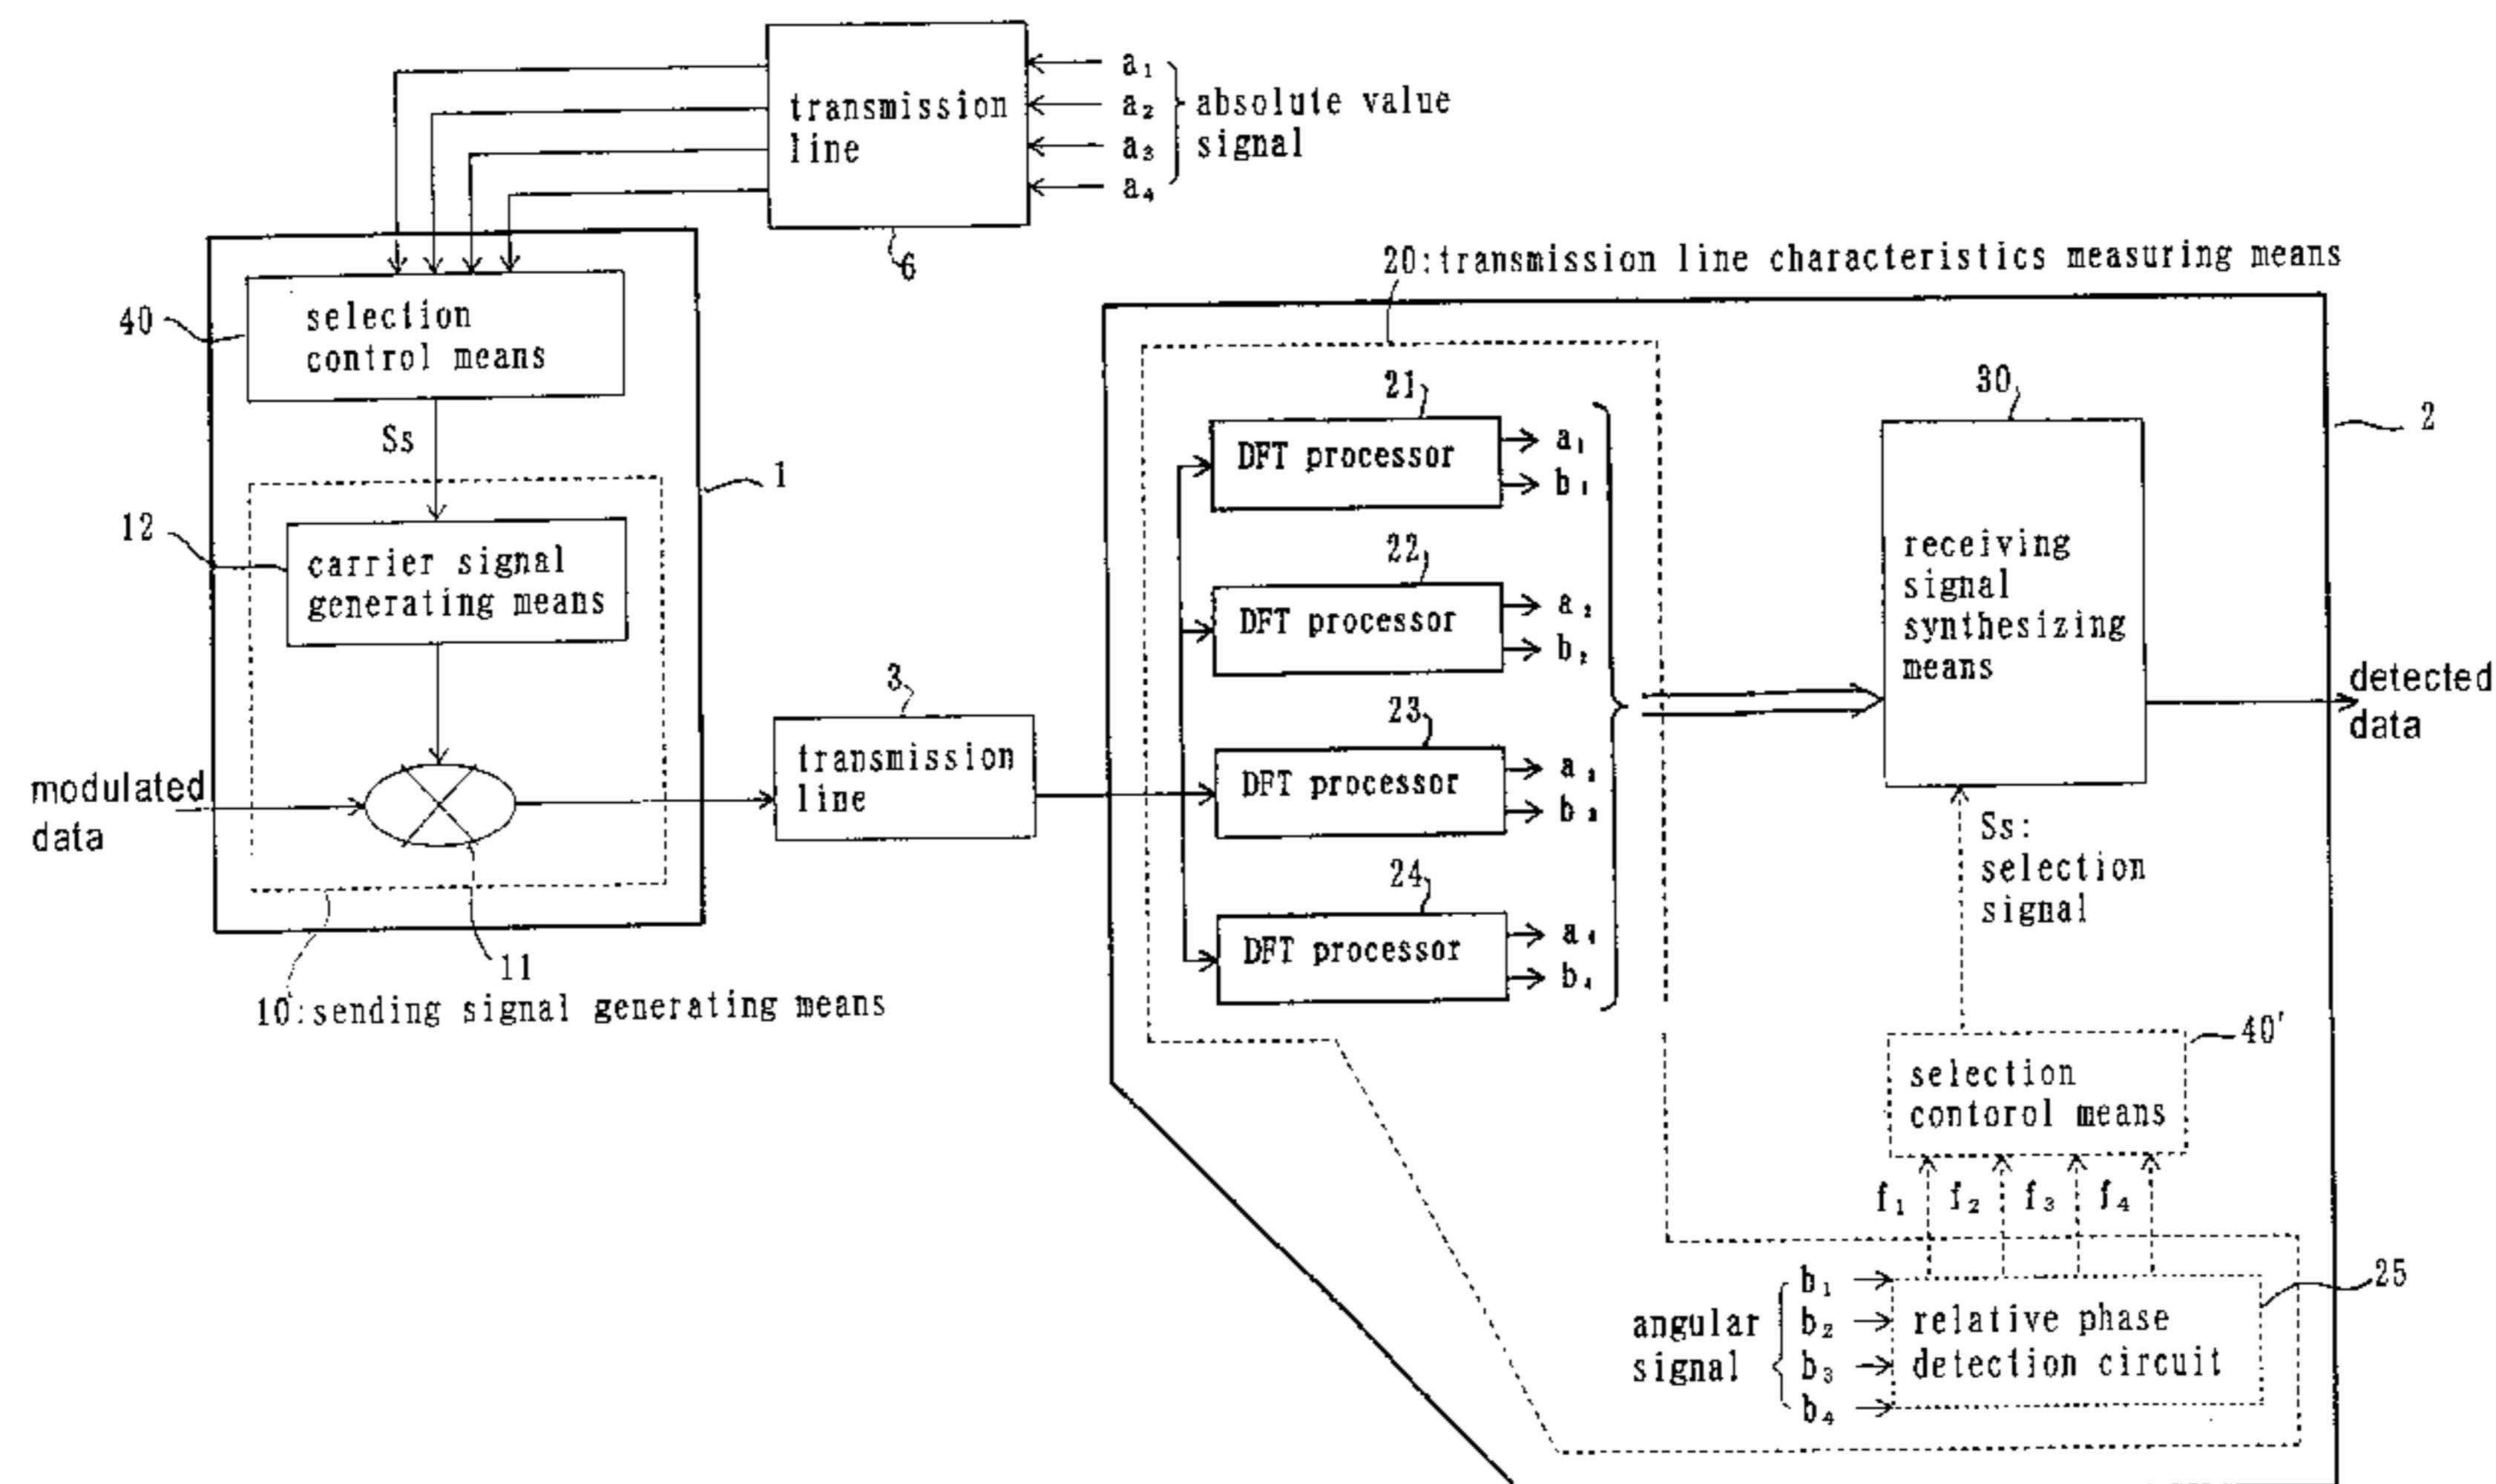 transmission
line
6
a₁
a₂
a₃
a₄
absolute value
signal
40
selection
control means
Ss
1
12
carrier signal
generating means
modulated
data
11
10:sending signal generating means
3
transmission
line
20:transmission line characteristics measuring means
2
21
DFT processor
a₁
b₁
22
DFT processor
a₂
b₂
23
DFT processor
a₃
b₃
24
DFT processor
a₄
b₄
30
receiving
signal
synthesizing
means
detected
data
Ss:
selection
signal
40'
selection
contorol means
f₁ f₂ f₃ f₄
25
angular
signal
b₁
b₂
b₃
b₄
relative phase
detection circuit